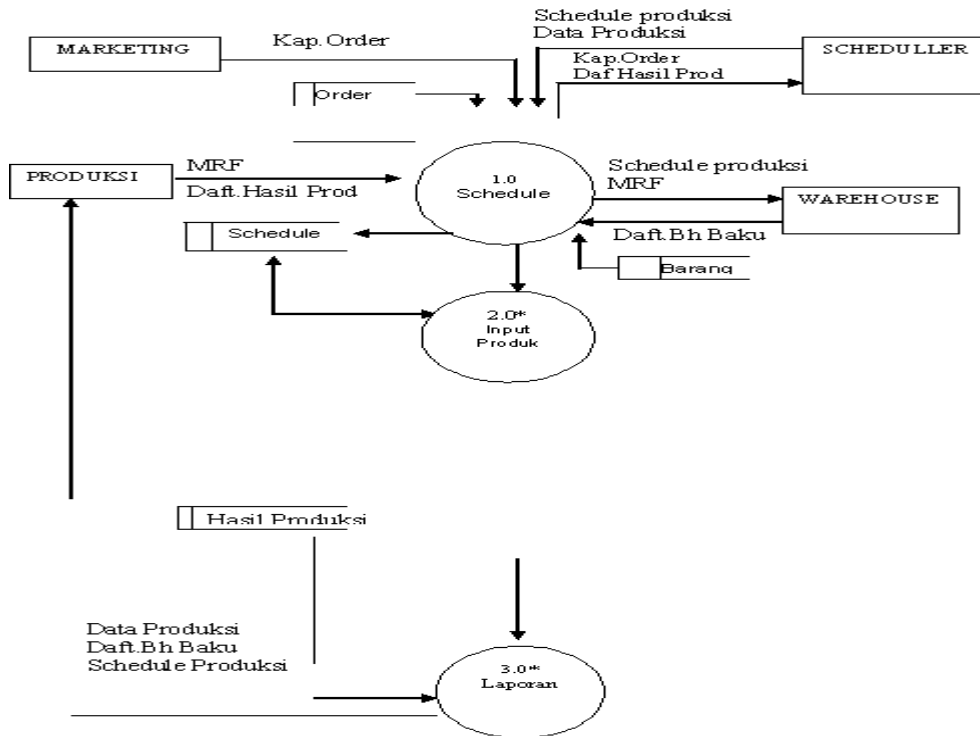 Schedule produksi
Data Produksi
MARKETING
Kap.Order
SCHEDULLER
Kap.Order
Daf Hasil Prod
Order
MRF
PRODUKSI
Daft.Hasil Prod
1.0
Schedule
Schedule produksi
MRF
WAREHOUSE
Daft.Bh Baku
Schedule
Barang
2.0*
Input
Produk
Hasil Produksi
Data Produksi
Daft.Bh Baku
Schedule Produksi
3.0*
Laporan